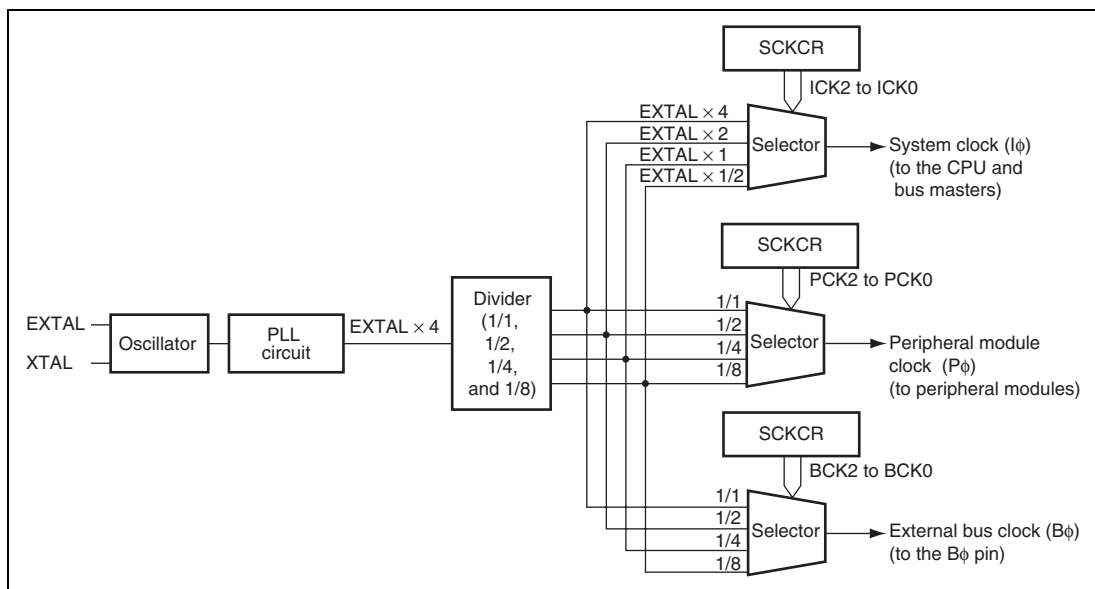 SCKCR
ICK2 to ICK0
EXTAL × 4
EXTAL × 2
EXTAL × 1
EXTAL × 1/2
Selector
System clock (Iϕ)
(to the CPU and
bus masters)
SCKCR
PCK2 to PCK0
EXTAL
XTAL
Oscillator
PLL
circuit
EXTAL × 4
Divider
(1/1,
1/2,
1/4,
and 1/8)
1/1
1/2
1/4
1/8
Selector
Peripheral module
clock (Pϕ)
(to peripheral modules)
SCKCR
BCK2 to BCK0
1/1
1/2
1/4
1/8
Selector
External bus clock (Bϕ)
(to the Bϕ pin)